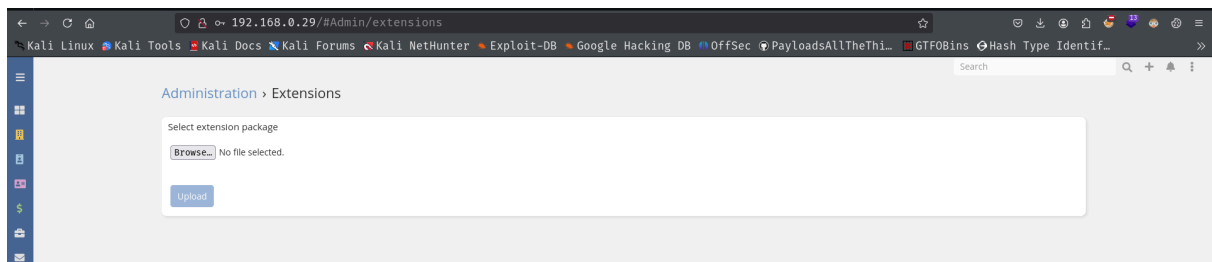 192.168.0.29/#Admin/extensions
13
Kali Linux Kali Tools Kali Docs Kali Forums Kali NetHunter Exploit-DB Google Hacking DB OffSec PayloadsAllTheThi… GTFOBins Hash Type Identif…
Search
Administration › Extensions
Select extension package
Browse… No file selected.
Upload